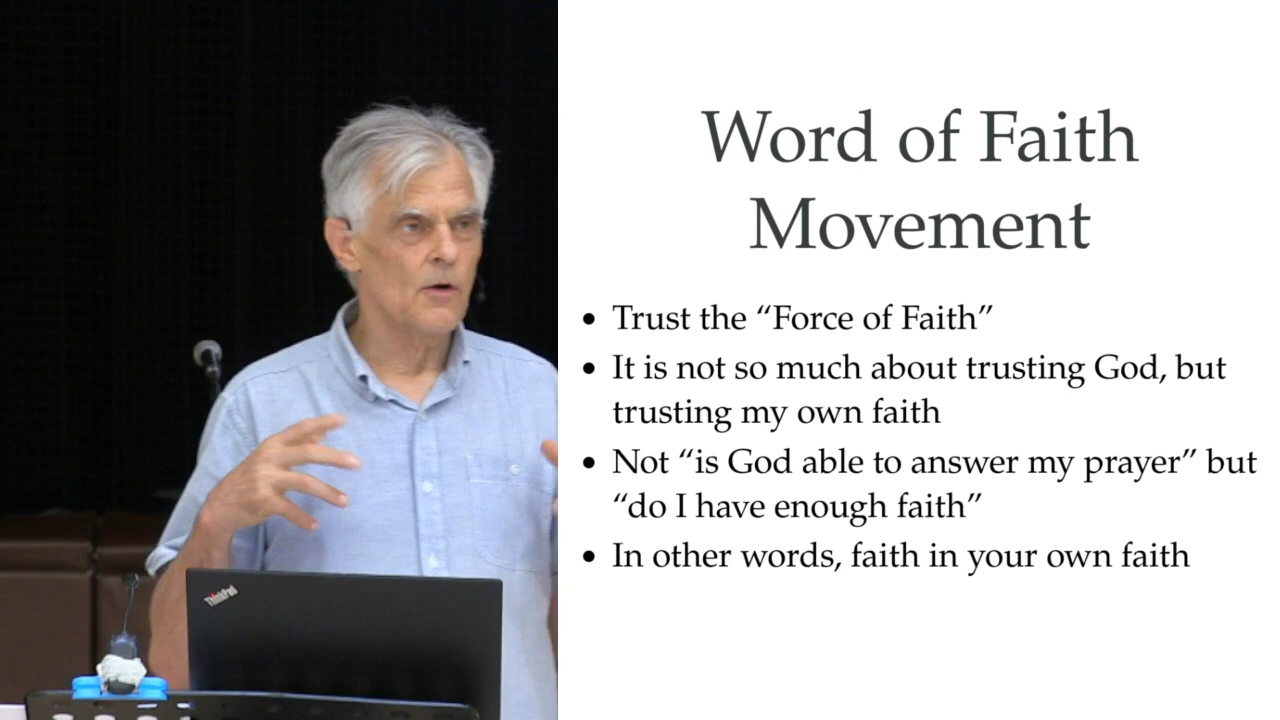 Word of Faith
Movement
• Trust the “Force of Faith”
• It is not so much about trusting God, but
trusting my own faith
• Not “is God able to answer my prayer” but
“do I have enough faith”
• In other words, faith in your own faith
ThinkPad